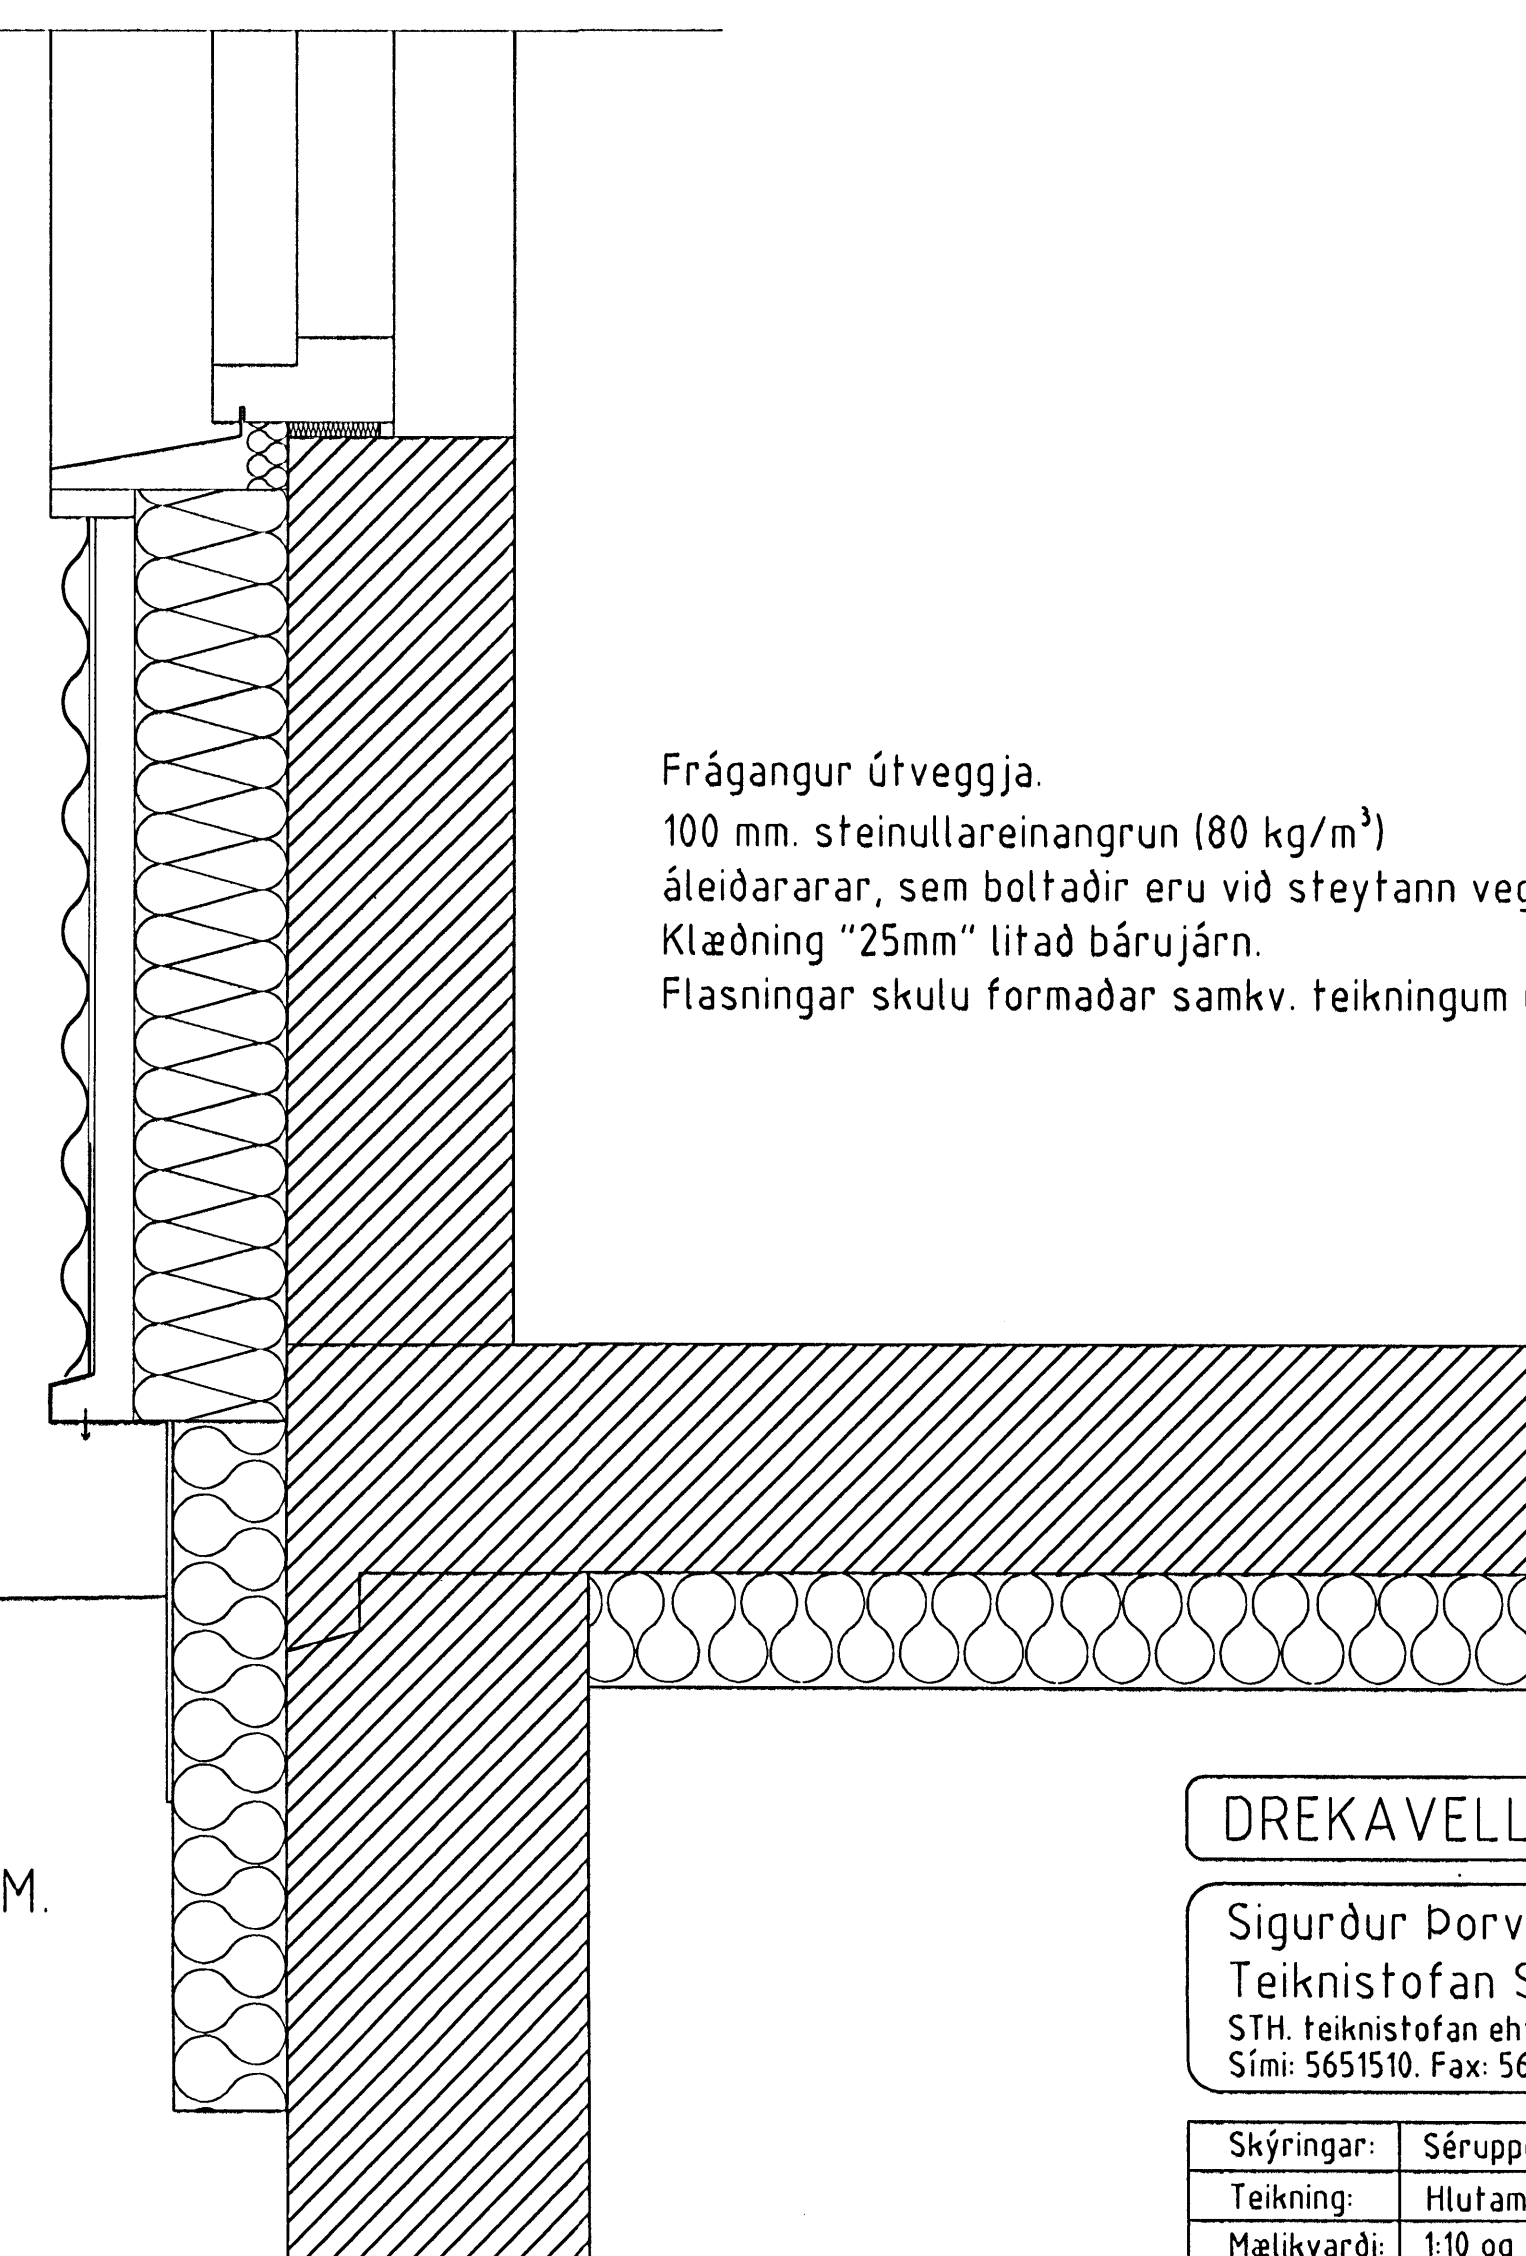 Frágangur útveggja.
100 mm. steinullareinangrun (80 kg/m³)
áleiðararar, sem boltaðir eru við steytann veg
Klæðning "25mm" litað bárujárn.
Flasningar skulu formaðar samkv. teikningum
M.
DREKAVELL
Sigurður Þorv
Teiknistofan S
STH. teiknistofan eh
Sími: 5651510. Fax: 56
Skýringar: Sérupp
Teikning: Hlutam
Mælikvarði: 1:10 og